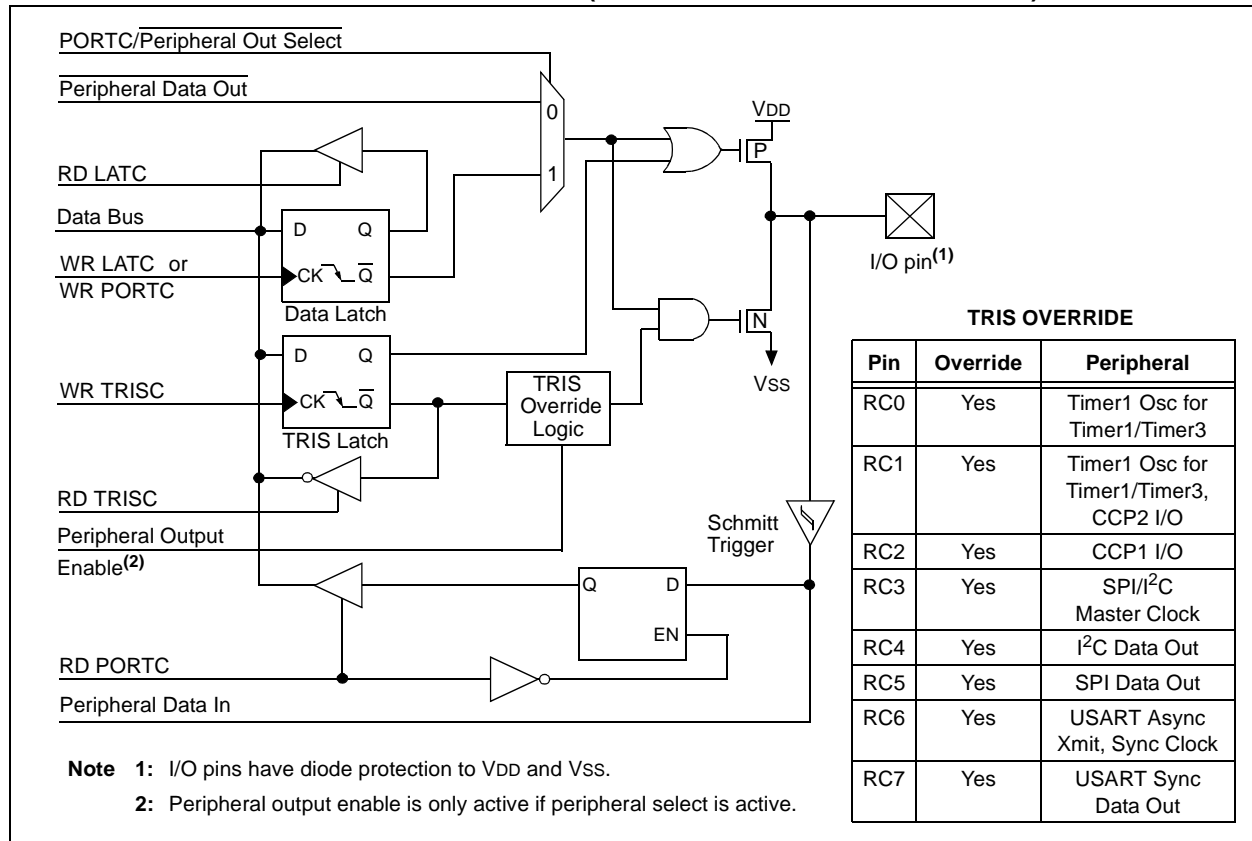 PORTC/Peripheral Out Select
Peripheral Data Out
0
1
VDD
P
RD LATC
Data Bus
D Q
WR LATC or
WR PORTC
CK Q
Data Latch
I/O pin(1)
D Q
WR TRISC
CK Q
TRIS Latch
TRIS
Override
Logic
N
VSS
RD TRISC
Peripheral Output
Enable(2)
Schmitt
Trigger
Q D
EN
RD PORTC
Peripheral Data In
TRIS OVERRIDE
Pin Override Peripheral
RC0 Yes Timer1 Osc for
Timer1/Timer3
RC1 Yes Timer1 Osc for
Timer1/Timer3,
CCP2 I/O
RC2 Yes CCP1 I/O
RC3 Yes SPI/I2C
Master Clock
RC4 Yes I2C Data Out
RC5 Yes SPI Data Out
RC6 Yes USART Async
Xmit, Sync Clock
RC7 Yes USART Sync
Data Out
Note 1: I/O pins have diode protection to VDD and VSS.
2: Peripheral output enable is only active if peripheral select is active.